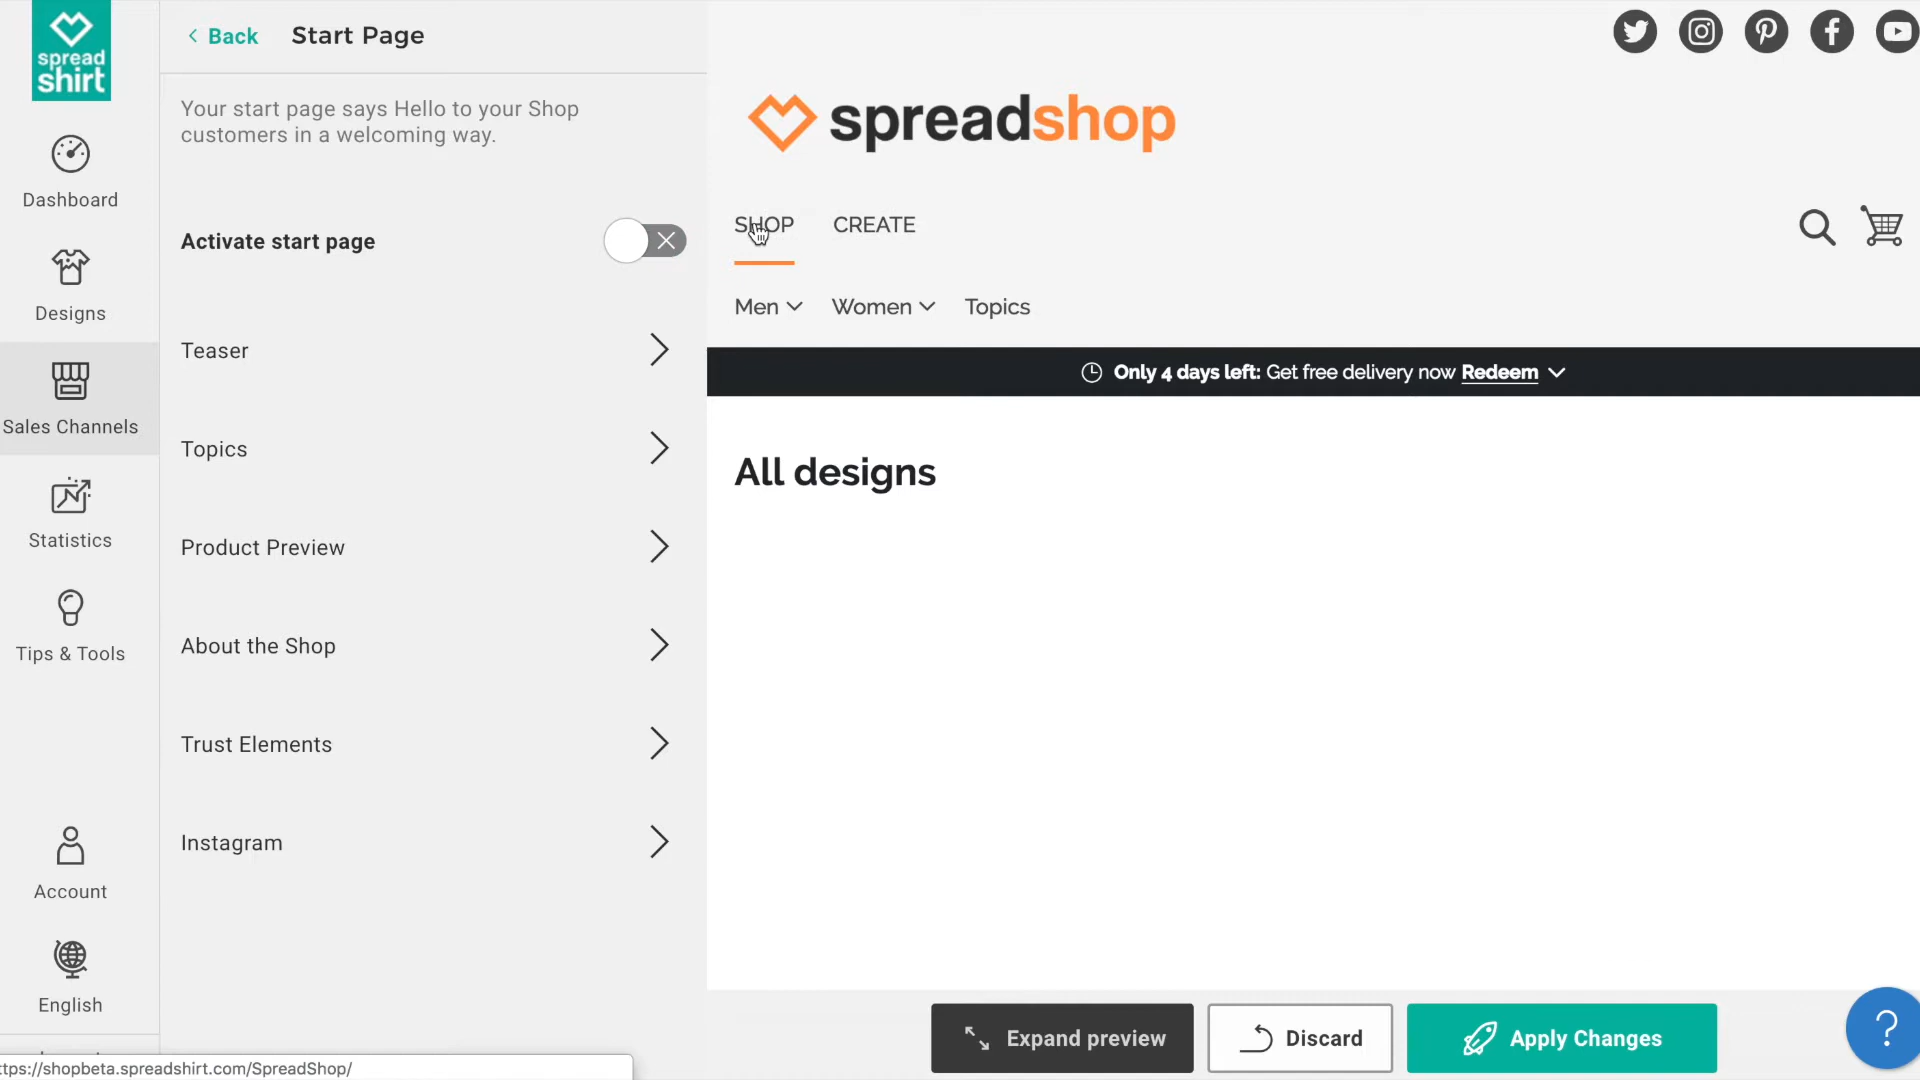 spread
shirt
Dashboard
Designs
Sales Channels
Statistics
Tips & Tools
Account
English
Back
Start Page
Your start page says Hello to your Shop
customers in a welcoming way.
Activate start page
Teaser
Topics
Product Preview
About the Shop
Trust Elements
Instagram
spreadshop
SHOP CREATE
Men Women Topics
Only 4 days left: Get free delivery now Redeem
All designs
Expand preview
Discard
Apply Changes
?
ttps://shopbeta.spreadshirt.com/SpreadShop/